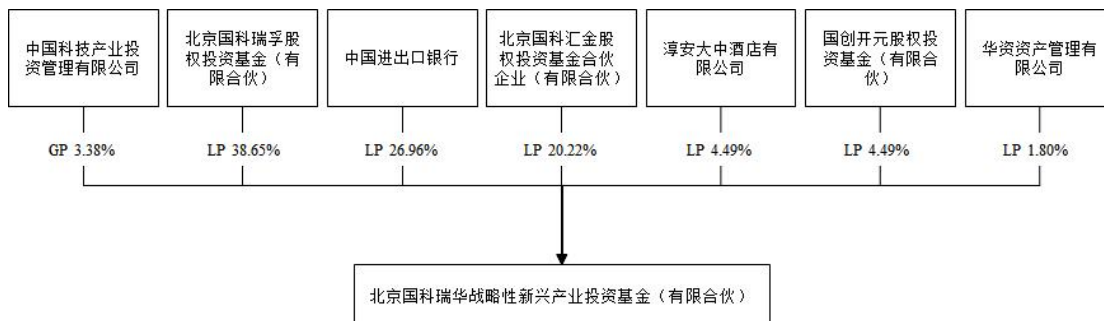 中国科技产业投
资管理有限公司
北京国科瑞孚股
权投资基金（有
限合伙）
中国进出口银行
北京国科汇金股
权投资基金合伙
企业（有限合伙）
淳安大中酒店有
限公司
国创开元股权投
资基金（有限合
伙）
华资资产管理有
限公司
GP 3.38%
LP 38.65%
LP 26.96%
LP 20.22%
LP 4.49%
LP 4.49%
LP 1.80%
北京国科瑞华战略性新兴产业投资基金（有限合伙）